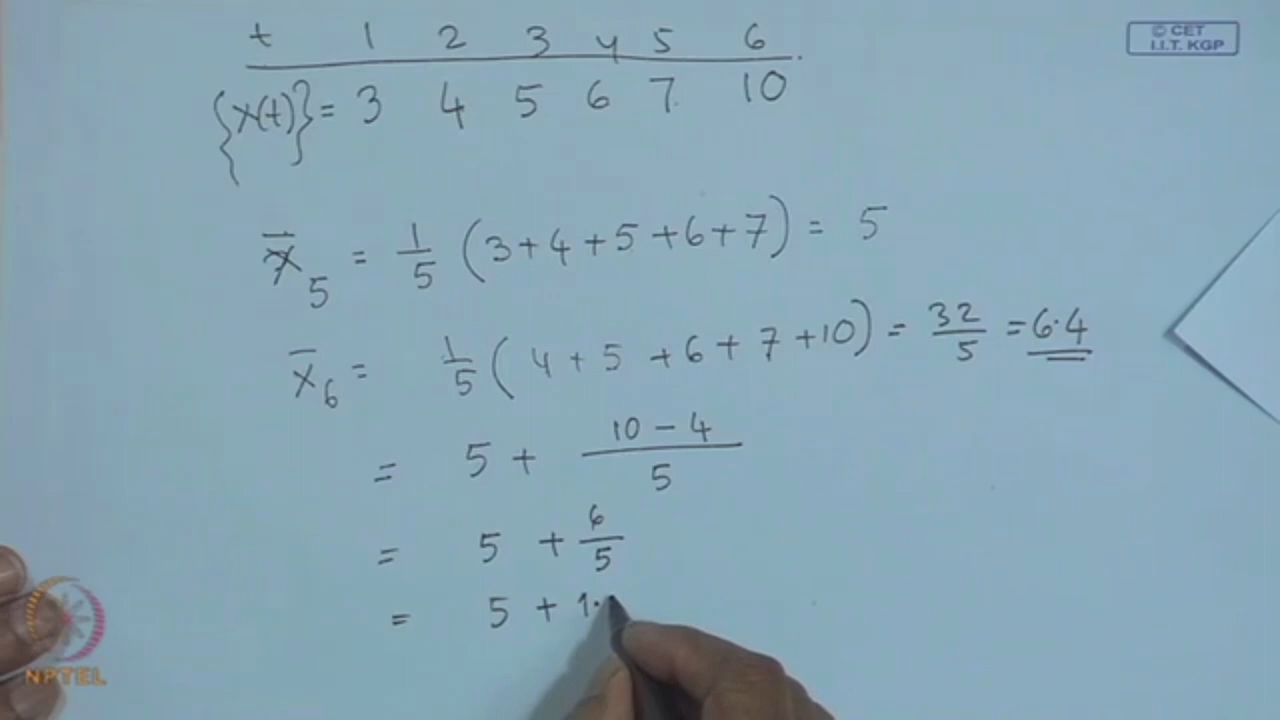 t 1 2 3 4 5 6
© CET
I.I.T. KGP
{x(t)} = 3 4 5 6 7 10
x̄5 = 1/5 (3+4+5+6+7) = 5
x̄6 = 1/5 (4+5+6+7+10) = 32/5 = 6.4
= 5 + (10-4)/5
= 5 + 6/5
= 5 + 1.
NPTEL